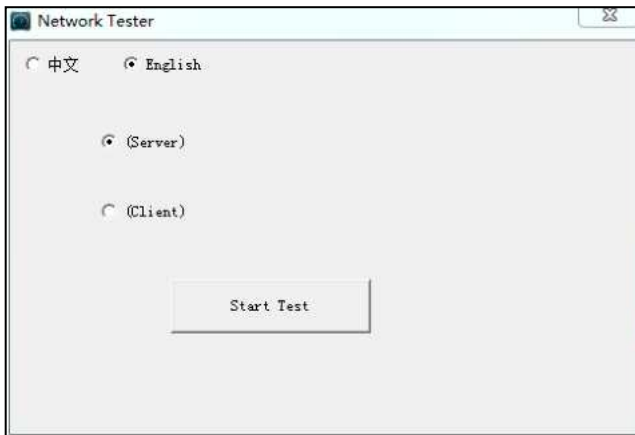 Network Tester
中文 English
(Server)
(Client)
Start Test